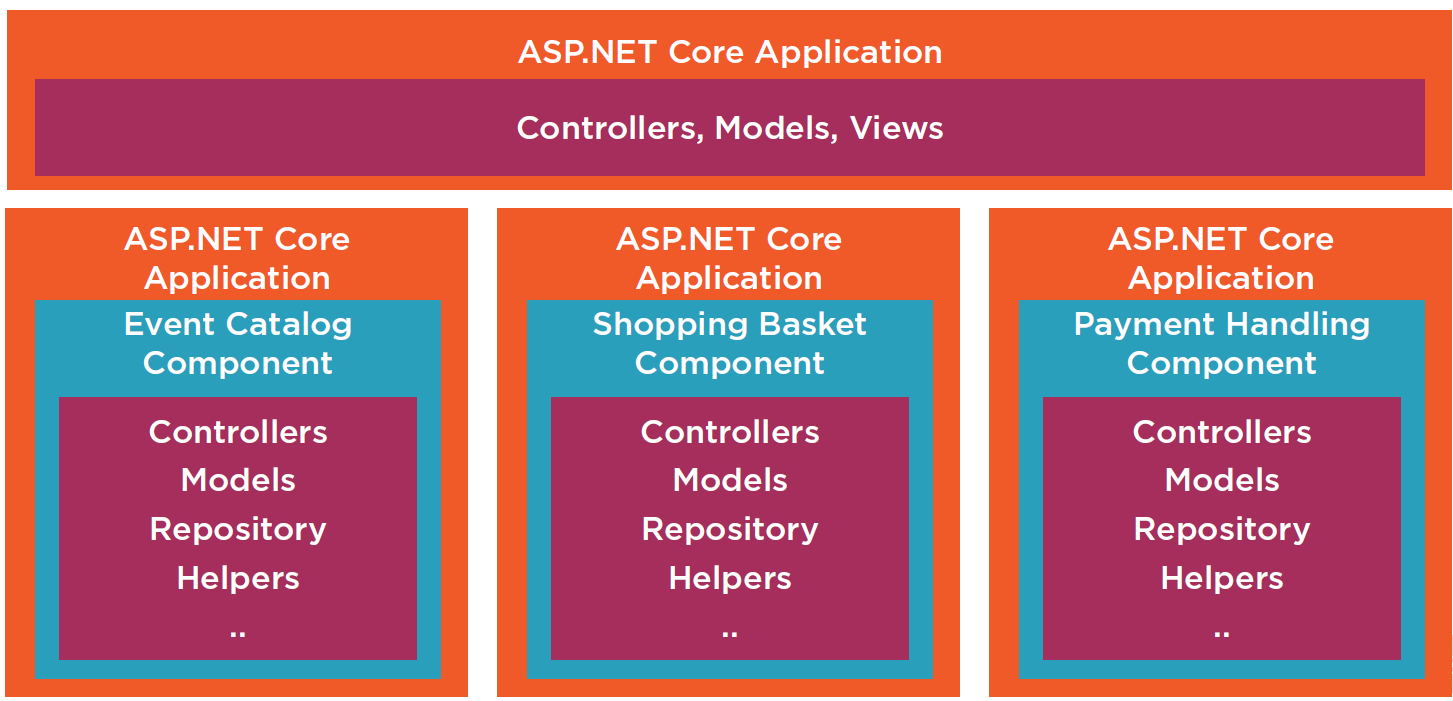 ASP.NET Core Application
Controllers, Models, Views
ASP.NET Core
Application
Event Catalog
Component
Controllers
Models
Repository
Helpers
..
ASP.NET Core
Application
Shopping Basket
Component
Controllers
Models
Repository
Helpers
..
ASP.NET Core
Application
Payment Handling
Component
Controllers
Models
Repository
Helpers
..